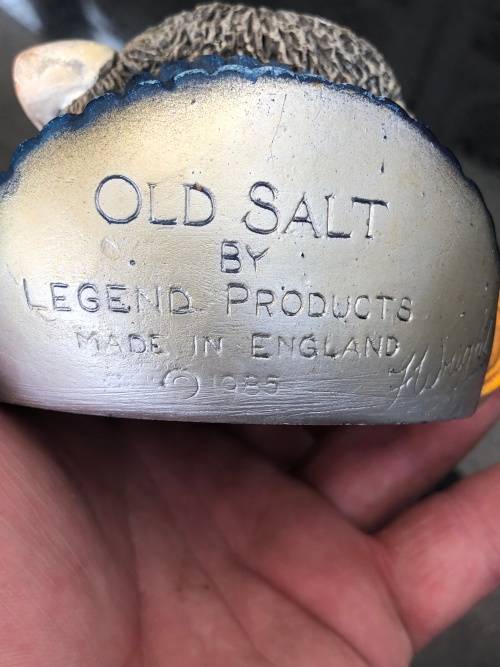 OLD SALT
BY
LEGEND PRODUCTS
MADE IN ENGLAND
© 1985